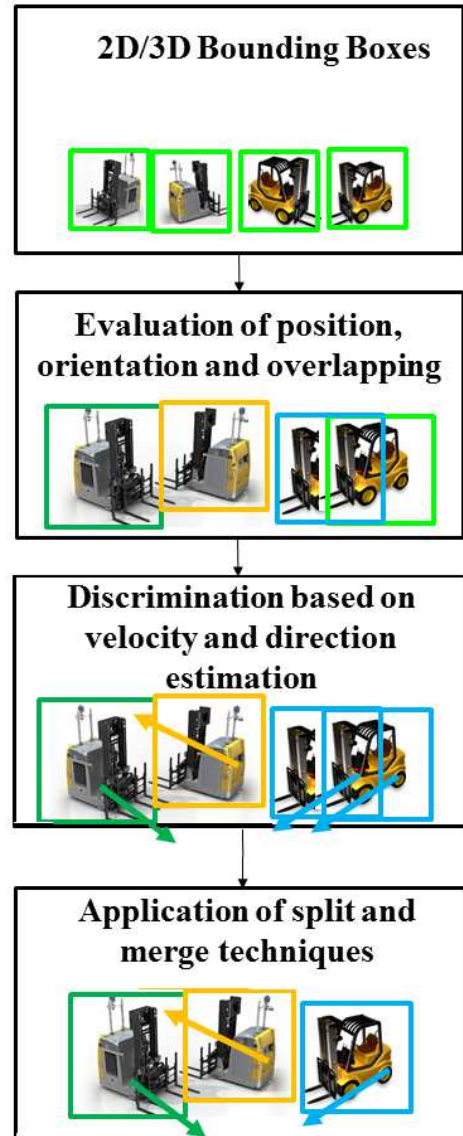 2D/3D Bounding Boxes
Evaluation of position,
orientation and overlapping
Discrimination based on
velocity and direction
estimation
Application of split and
merge techniques